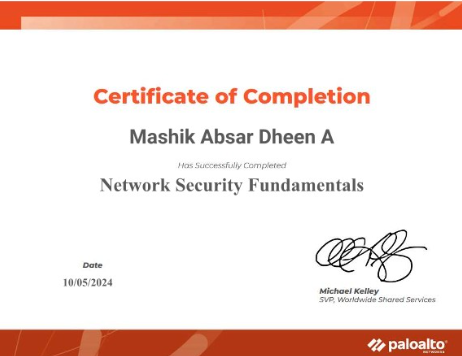 Certificate of Completion
Mashik Absar Dheen A
Has Successfully Completed
Network Security Fundamentals
Date
10/05/2024
Michael Kelley
SVP, Worldwide Shared Services
paloalto
NETWORKS